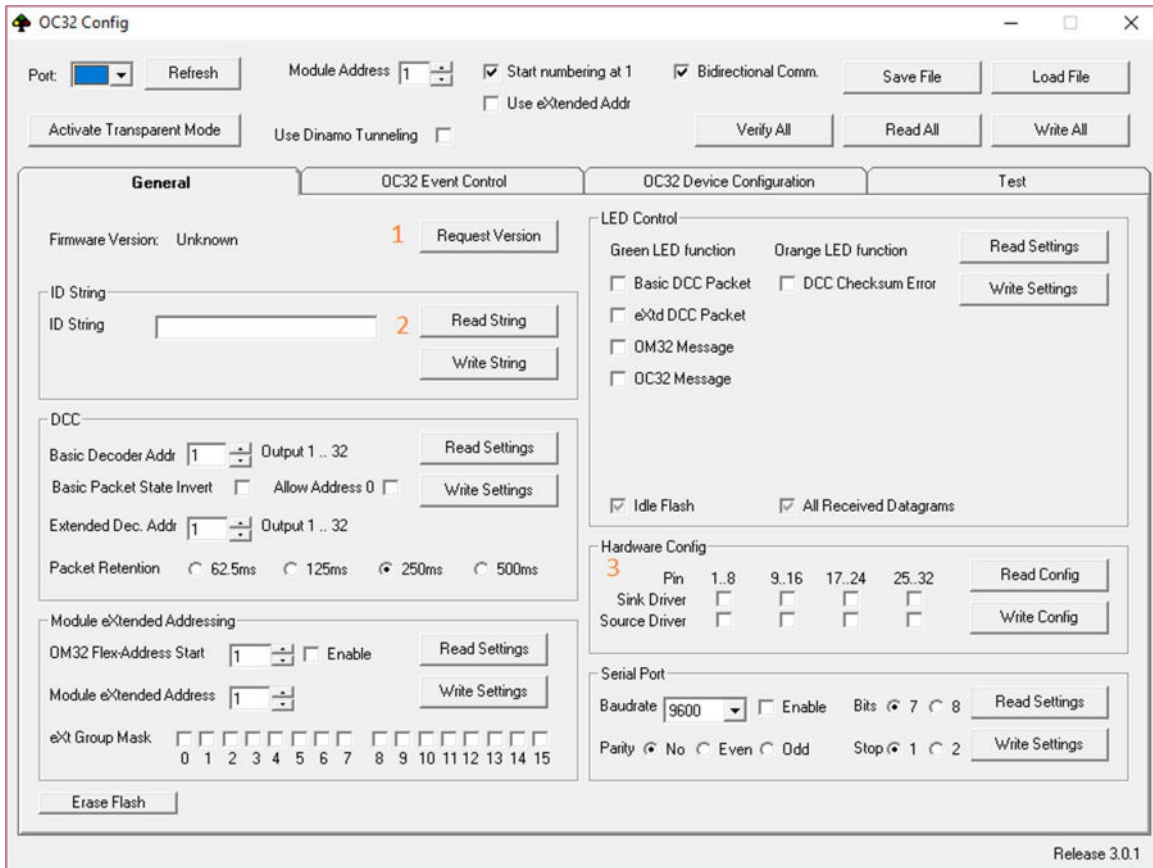 OC32 Config
Port: Refresh Module Address 1 Start numbering at 1 Bidirectional Comm. Save File Load File
Use eXtended Addr
Activate Transparent Mode Use Dinamo Tunneling Verify All Read All Write All
General OC32 Event Control OC32 Device Configuration Test
Firmware Version: Unknown 1 Request Version
ID String
ID String 2 Read String
Write String
DCC
Basic Decoder Addr 1 Output 1 .. 32 Read Settings
Basic Packet State Invert Allow Address 0 Write Settings
Extended Dec. Addr 1 Output 1 .. 32
Packet Retention 62.5ms 125ms 250ms 500ms
Module eXtended Addressing
OM32 Flex-Address Start 1 Enable Read Settings
Module eXtended Address 1 Write Settings
eXt Group Mask
0 1 2 3 4 5 6 7 8 9 10 11 12 13 14 15
Erase Flash
LED Control
Green LED function Orange LED function Read Settings
Basic DCC Packet DCC Checksum Error Write Settings
eXtd DCC Packet
OM32 Message
OC32 Message
Idle Flash All Received Datagrams
Hardware Config
3 Pin 1..8 9..16 17..24 25..32 Read Config
Sink Driver
Source Driver Write Config
Serial Port
Baudrate 9600 Enable Bits 7 8 Read Settings
Parity No Even Odd Stop 1 2 Write Settings
Release 3.0.1